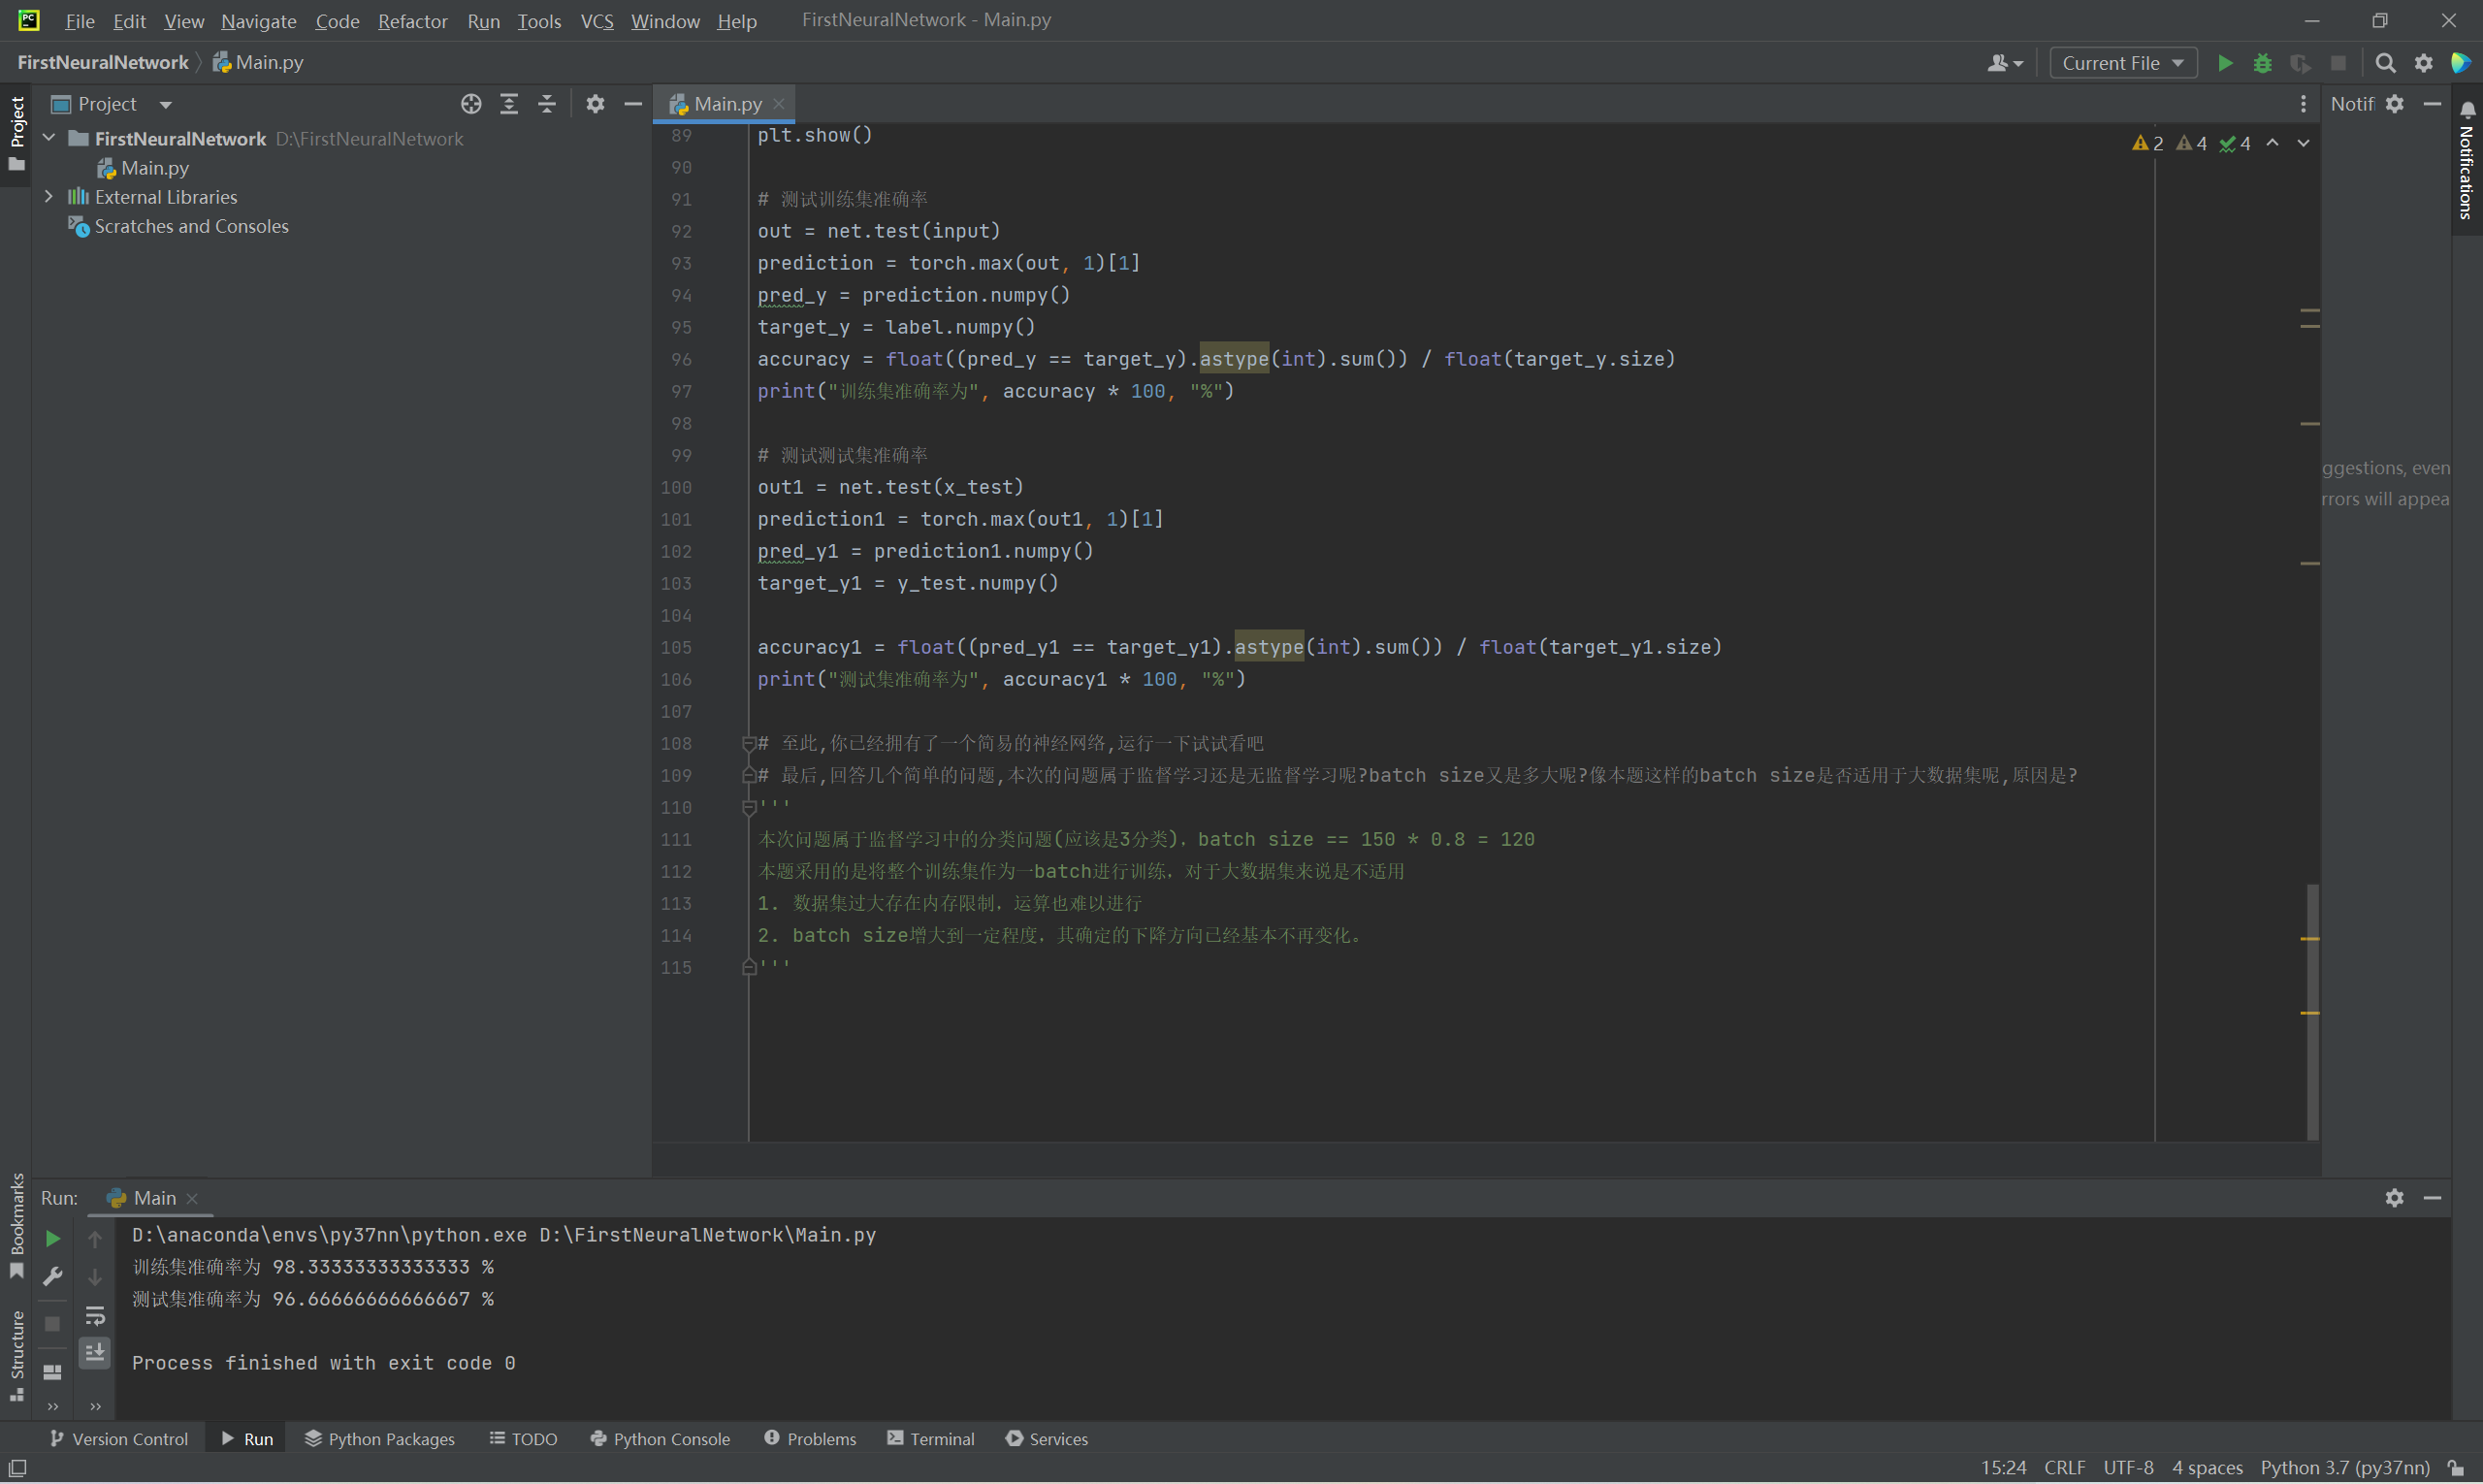 File Edit View Navigate Code Refactor Run Tools VCS Window Help FirstNeuralNetwork - Main.py
FirstNeuralNetwork Main.py Current File
Project Main.py Notif
FirstNeuralNetwork D:\FirstNeuralNetwork
Main.py
External Libraries
Scratches and Consoles
Project
Bookmarks
Structure
2 4 4
89 plt.show()
90
91 # 测试训练集准确率
92 out = net.test(input)
93 prediction = torch.max(out, 1)[1]
94 pred_y = prediction.numpy()
95 target_y = label.numpy()
96 accuracy = float((pred_y == target_y).astype(int).sum()) / float(target_y.size)
97 print("训练集准确率为", accuracy * 100, "%")
98
99 # 测试测试集准确率
100 out1 = net.test(x_test)
101 prediction1 = torch.max(out1, 1)[1]
102 pred_y1 = prediction1.numpy()
103 target_y1 = y_test.numpy()
104
105 accuracy1 = float((pred_y1 == target_y1).astype(int).sum()) / float(target_y1.size)
106 print("测试集准确率为", accuracy1 * 100, "%")
107
108 # 至此,你已经拥有了一个简易的神经网络,运行一下试试看吧
109 # 最后,回答几个简单的问题,本次的问题属于监督学习还是无监督学习呢?batch size又是多大呢?像本题这样的batch size是否适用于大数据集呢,原因是?
110 '''
111 本次问题属于监督学习中的分类问题(应该是3分类)，batch size == 150 * 0.8 = 120
112 本题采用的是将整个训练集作为一batch进行训练，对于大数据集来说是不适用
113 1. 数据集过大存在内存限制，运算也难以进行
114 2. batch size增大到一定程度，其确定的下降方向已经基本不再变化。
115 '''
ggestions, even
rrors will appea
Notifications
Run: Main
D:\anaconda\envs\py37nn\python.exe D:\FirstNeuralNetwork\Main.py
训练集准确率为 98.33333333333333 %
测试集准确率为 96.66666666666667 %
Process finished with exit code 0
Version Control Run Python Packages TODO Python Console Problems Terminal Services
15:24 CRLF UTF-8 4 spaces Python 3.7 (py37nn)